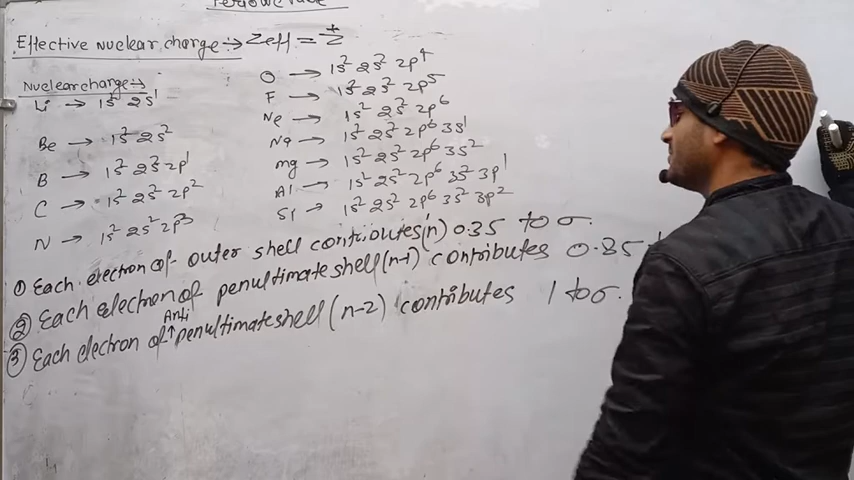 Periodic Table
Effective nuclear charge :→ Zeff = Z
Nuclear charge :→
Li → 1s² 2s¹
Be → 1s² 2s²
B → 1s² 2s² 2p¹
C → 1s² 2s² 2p²
N → 1s² 2s² 2p³
O → 1s² 2s² 2p⁴
F → 1s² 2s² 2p⁵
Ne → 1s² 2s² 2p⁶
Na → 1s² 2s² 2p⁶ 3s¹
mg → 1s² 2s² 2p⁶ 3s²
Al → 1s² 2s² 2p⁶ 3s² 3p¹
Si → 1s² 2s² 2p⁶ 3s² 3p²
① Each electron of outer shell contributes (n) 0.35 to σ.
② Each electron of penultimate shell (n-1) contributes 0.85
③ Each electron of Anti penultimate shell (n-2) contributes 1 to σ.